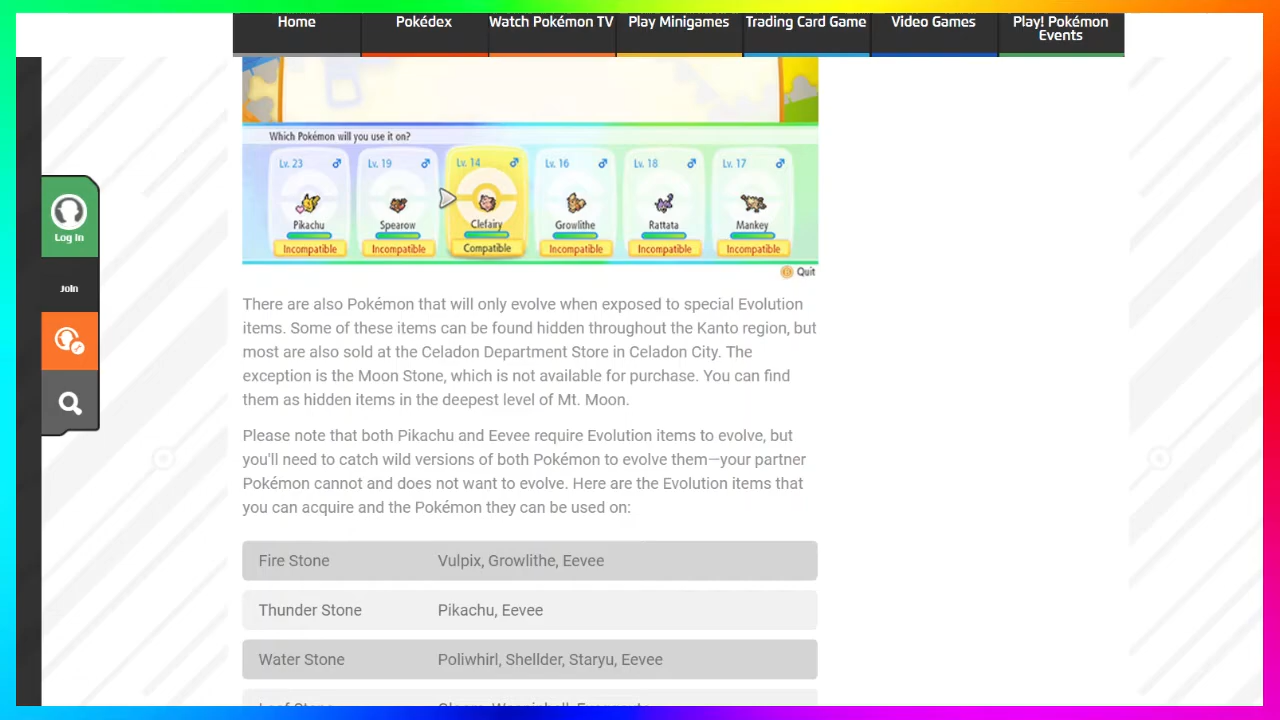 Home
Pokédex
Watch Pokémon TV
Play Minigames
Trading Card Game
Video Games
Play! Pokémon
Events
Which Pokémon will you use it on?
Lv. 23 ♂
Lv. 19 ♂
Lv. 14 ♂
Lv. 16 ♂
Lv. 18 ♂
Lv. 17 ♂
Pikachu
Spearow
Clefairy
Growlithe
Rattata
Mankey
Incompatible
Incompatible
Compatible
Incompatible
Incompatible
Incompatible
Quit
Log In
Join
There are also Pokémon that will only evolve when exposed to special Evolution
items. Some of these items can be found hidden throughout the Kanto region, but
most are also sold at the Celadon Department Store in Celadon City. The
exception is the Moon Stone, which is not available for purchase. You can find
them as hidden items in the deepest level of Mt. Moon.
Please note that both Pikachu and Eevee require Evolution items to evolve, but
you'll need to catch wild versions of both Pokémon to evolve them—your partner
Pokémon cannot and does not want to evolve. Here are the Evolution items that
you can acquire and the Pokémon they can be used on:
Fire Stone Vulpix, Growlithe, Eevee
Thunder Stone Pikachu, Eevee
Water Stone Poliwhirl, Shellder, Staryu, Eevee